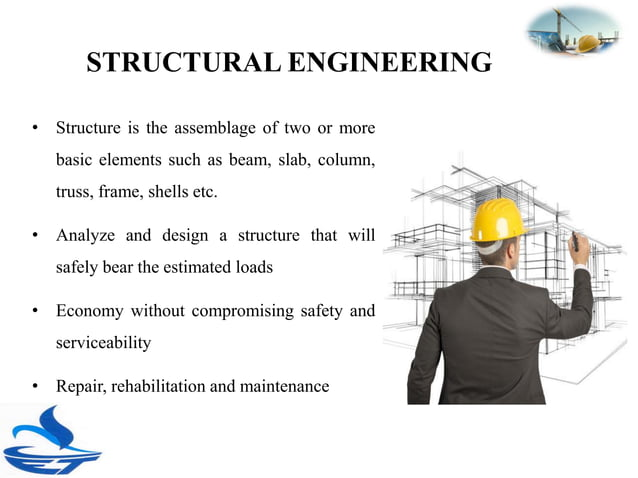 STRUCTURAL ENGINEERING
• Structure is the assemblage of two or more
basic elements such as beam, slab, column,
truss, frame, shells etc.
• Analyze and design a structure that will
safely bear the estimated loads
• Economy without compromising safety and
serviceability
• Repair, rehabilitation and maintenance